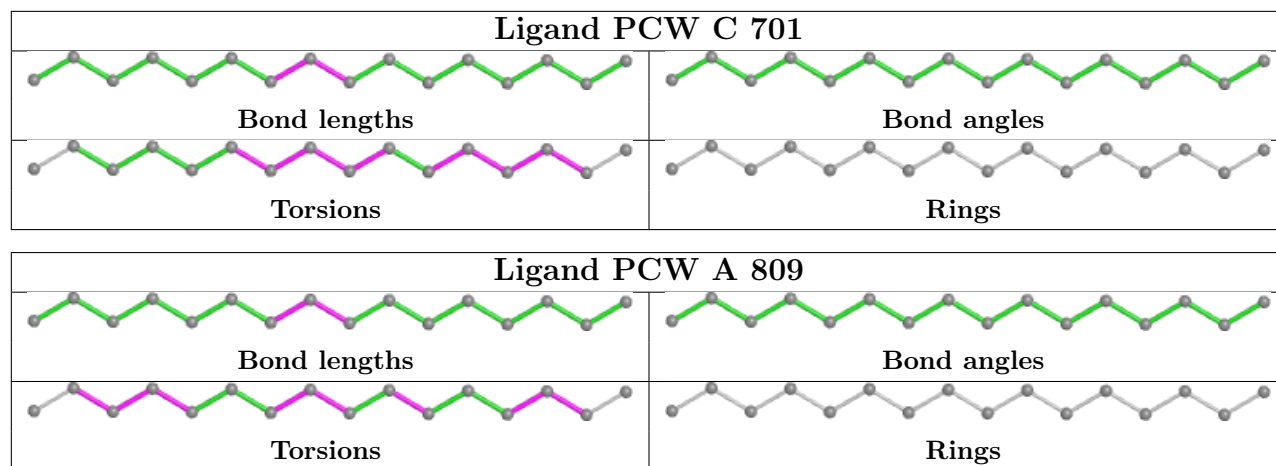 Ligand PCW C 701
Bond lengths Bond angles
Torsions Rings
Ligand PCW A 809
Bond lengths Bond angles
Torsions Rings